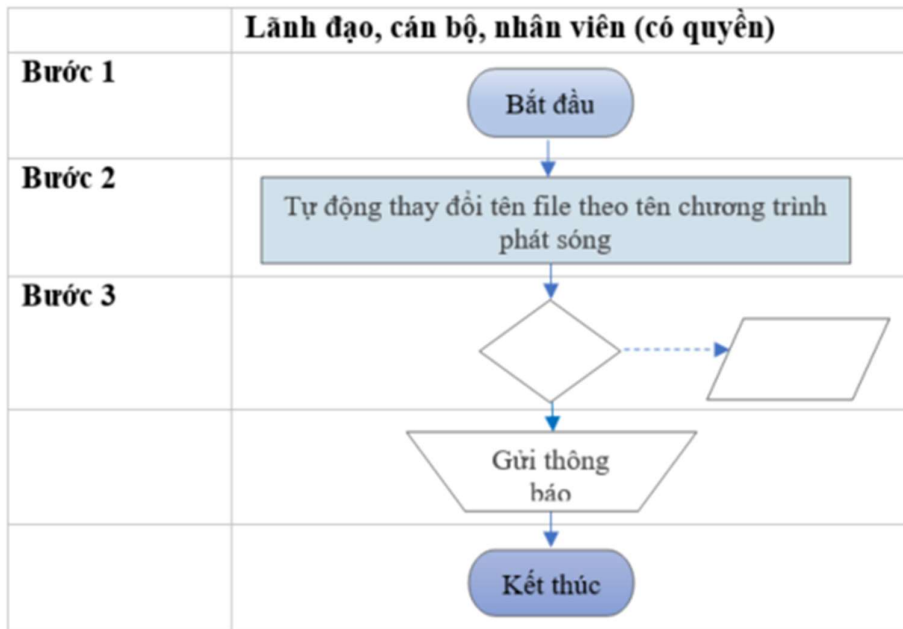 Lãnh đạo, cán bộ, nhân viên (có quyền)
Bước 1
Bắt đầu
Bước 2
Tự động thay đổi tên file theo tên chương trình
phát sóng
Bước 3
Gửi thông
báo
Kết thúc